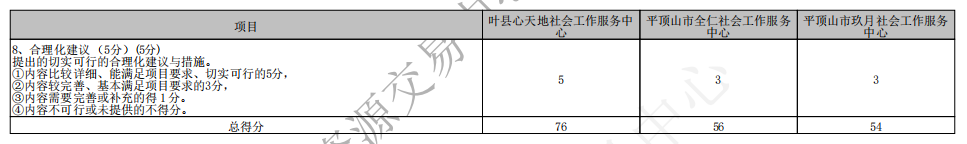 项目
叶县心天地社会工作服务中
心
平顶山市全仁社会工作服务
中心
平顶山市玖月社会工作服务
中心
8、合理化建议（5分）(5分)
提出的切实可行的合理化建议与措施。
①内容比较详细、能满足项目要求、切实可行的5分，
②内容较完善、基本满足项目要求的3分，
③内容需要完善或补充的得1分。
④内容不可行或未提供的不得分。
5
3
3
总得分
76
56
54
资源交易中心